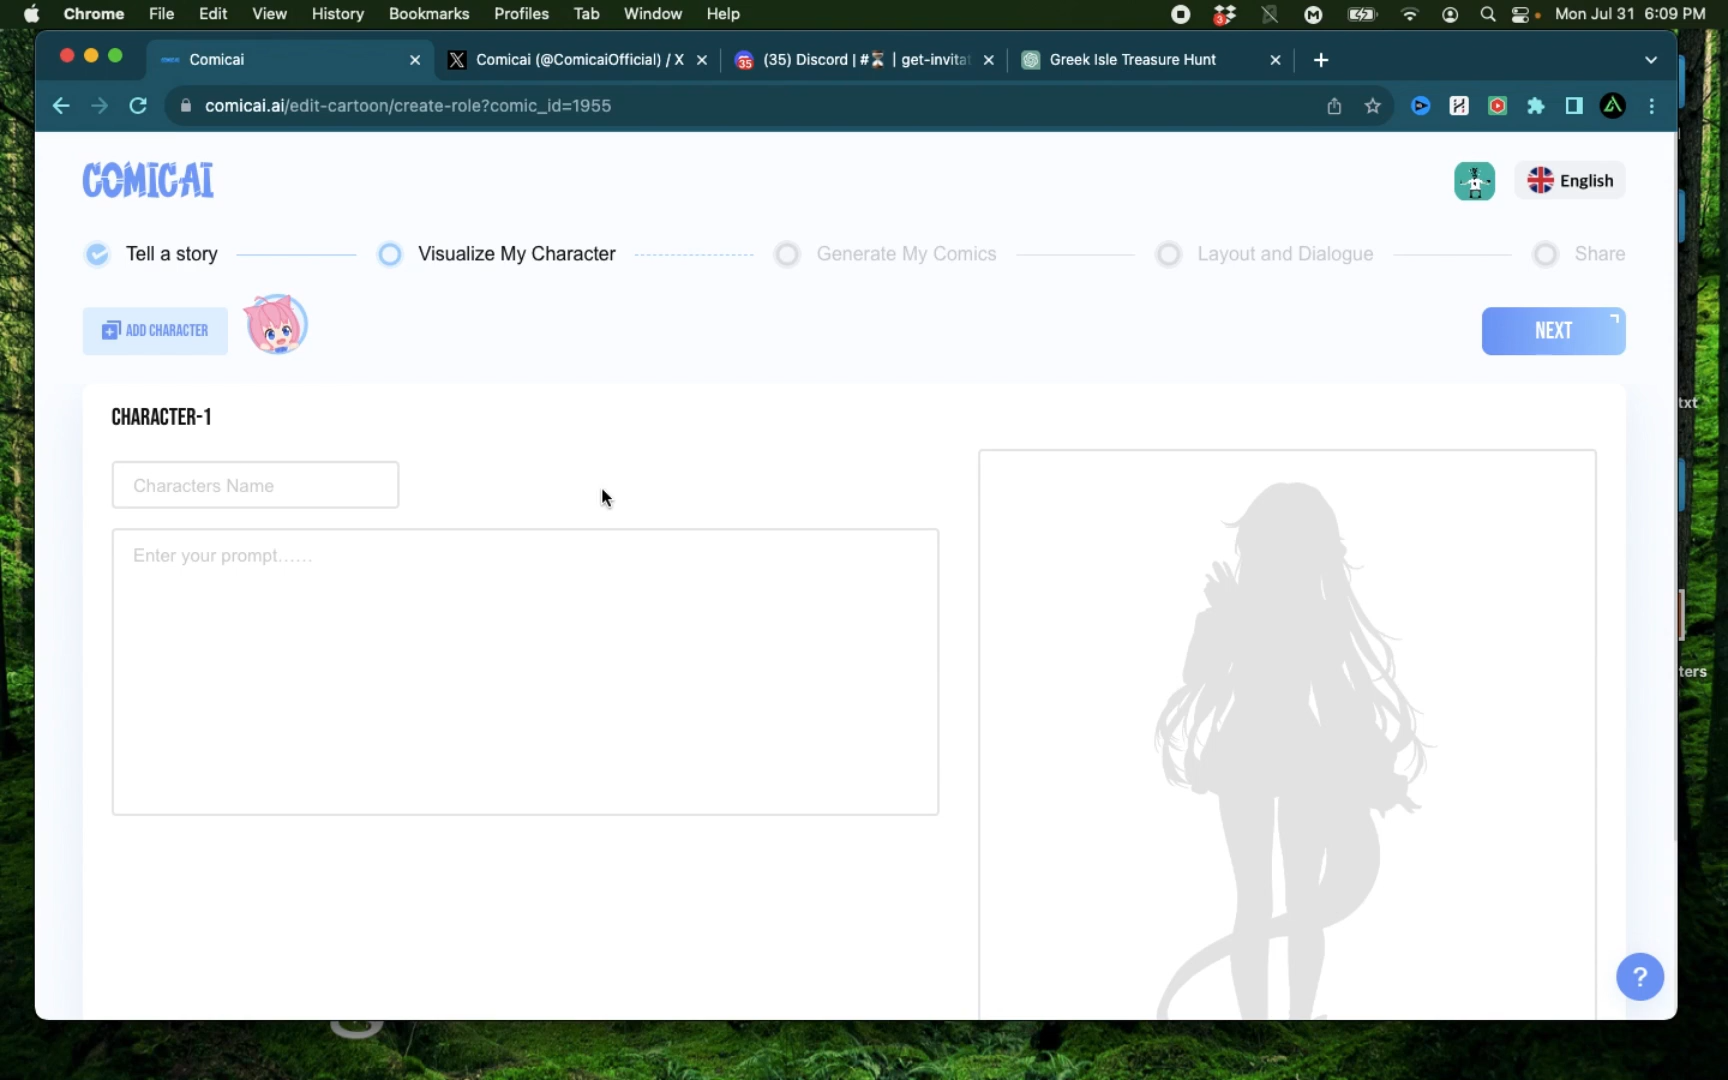 Chrome File Edit View History Bookmarks Profiles Tab Window Help 3 M Mon Jul 31 6:09 PM
Comicai Comicai (@ComicaiOfficial) / X 35 (35) Discord | #⏳ | get-invita Greek Isle Treasure Hunt
comicai.ai/edit-cartoon/create-role?comic_id=1955
COMICAI English
Tell a story Visualize My Character Generate My Comics Layout and Dialogue Share
ADD CHARACTER NEXT
txt
CHARACTER-1
Characters Name
Enter your prompt......
ters
?